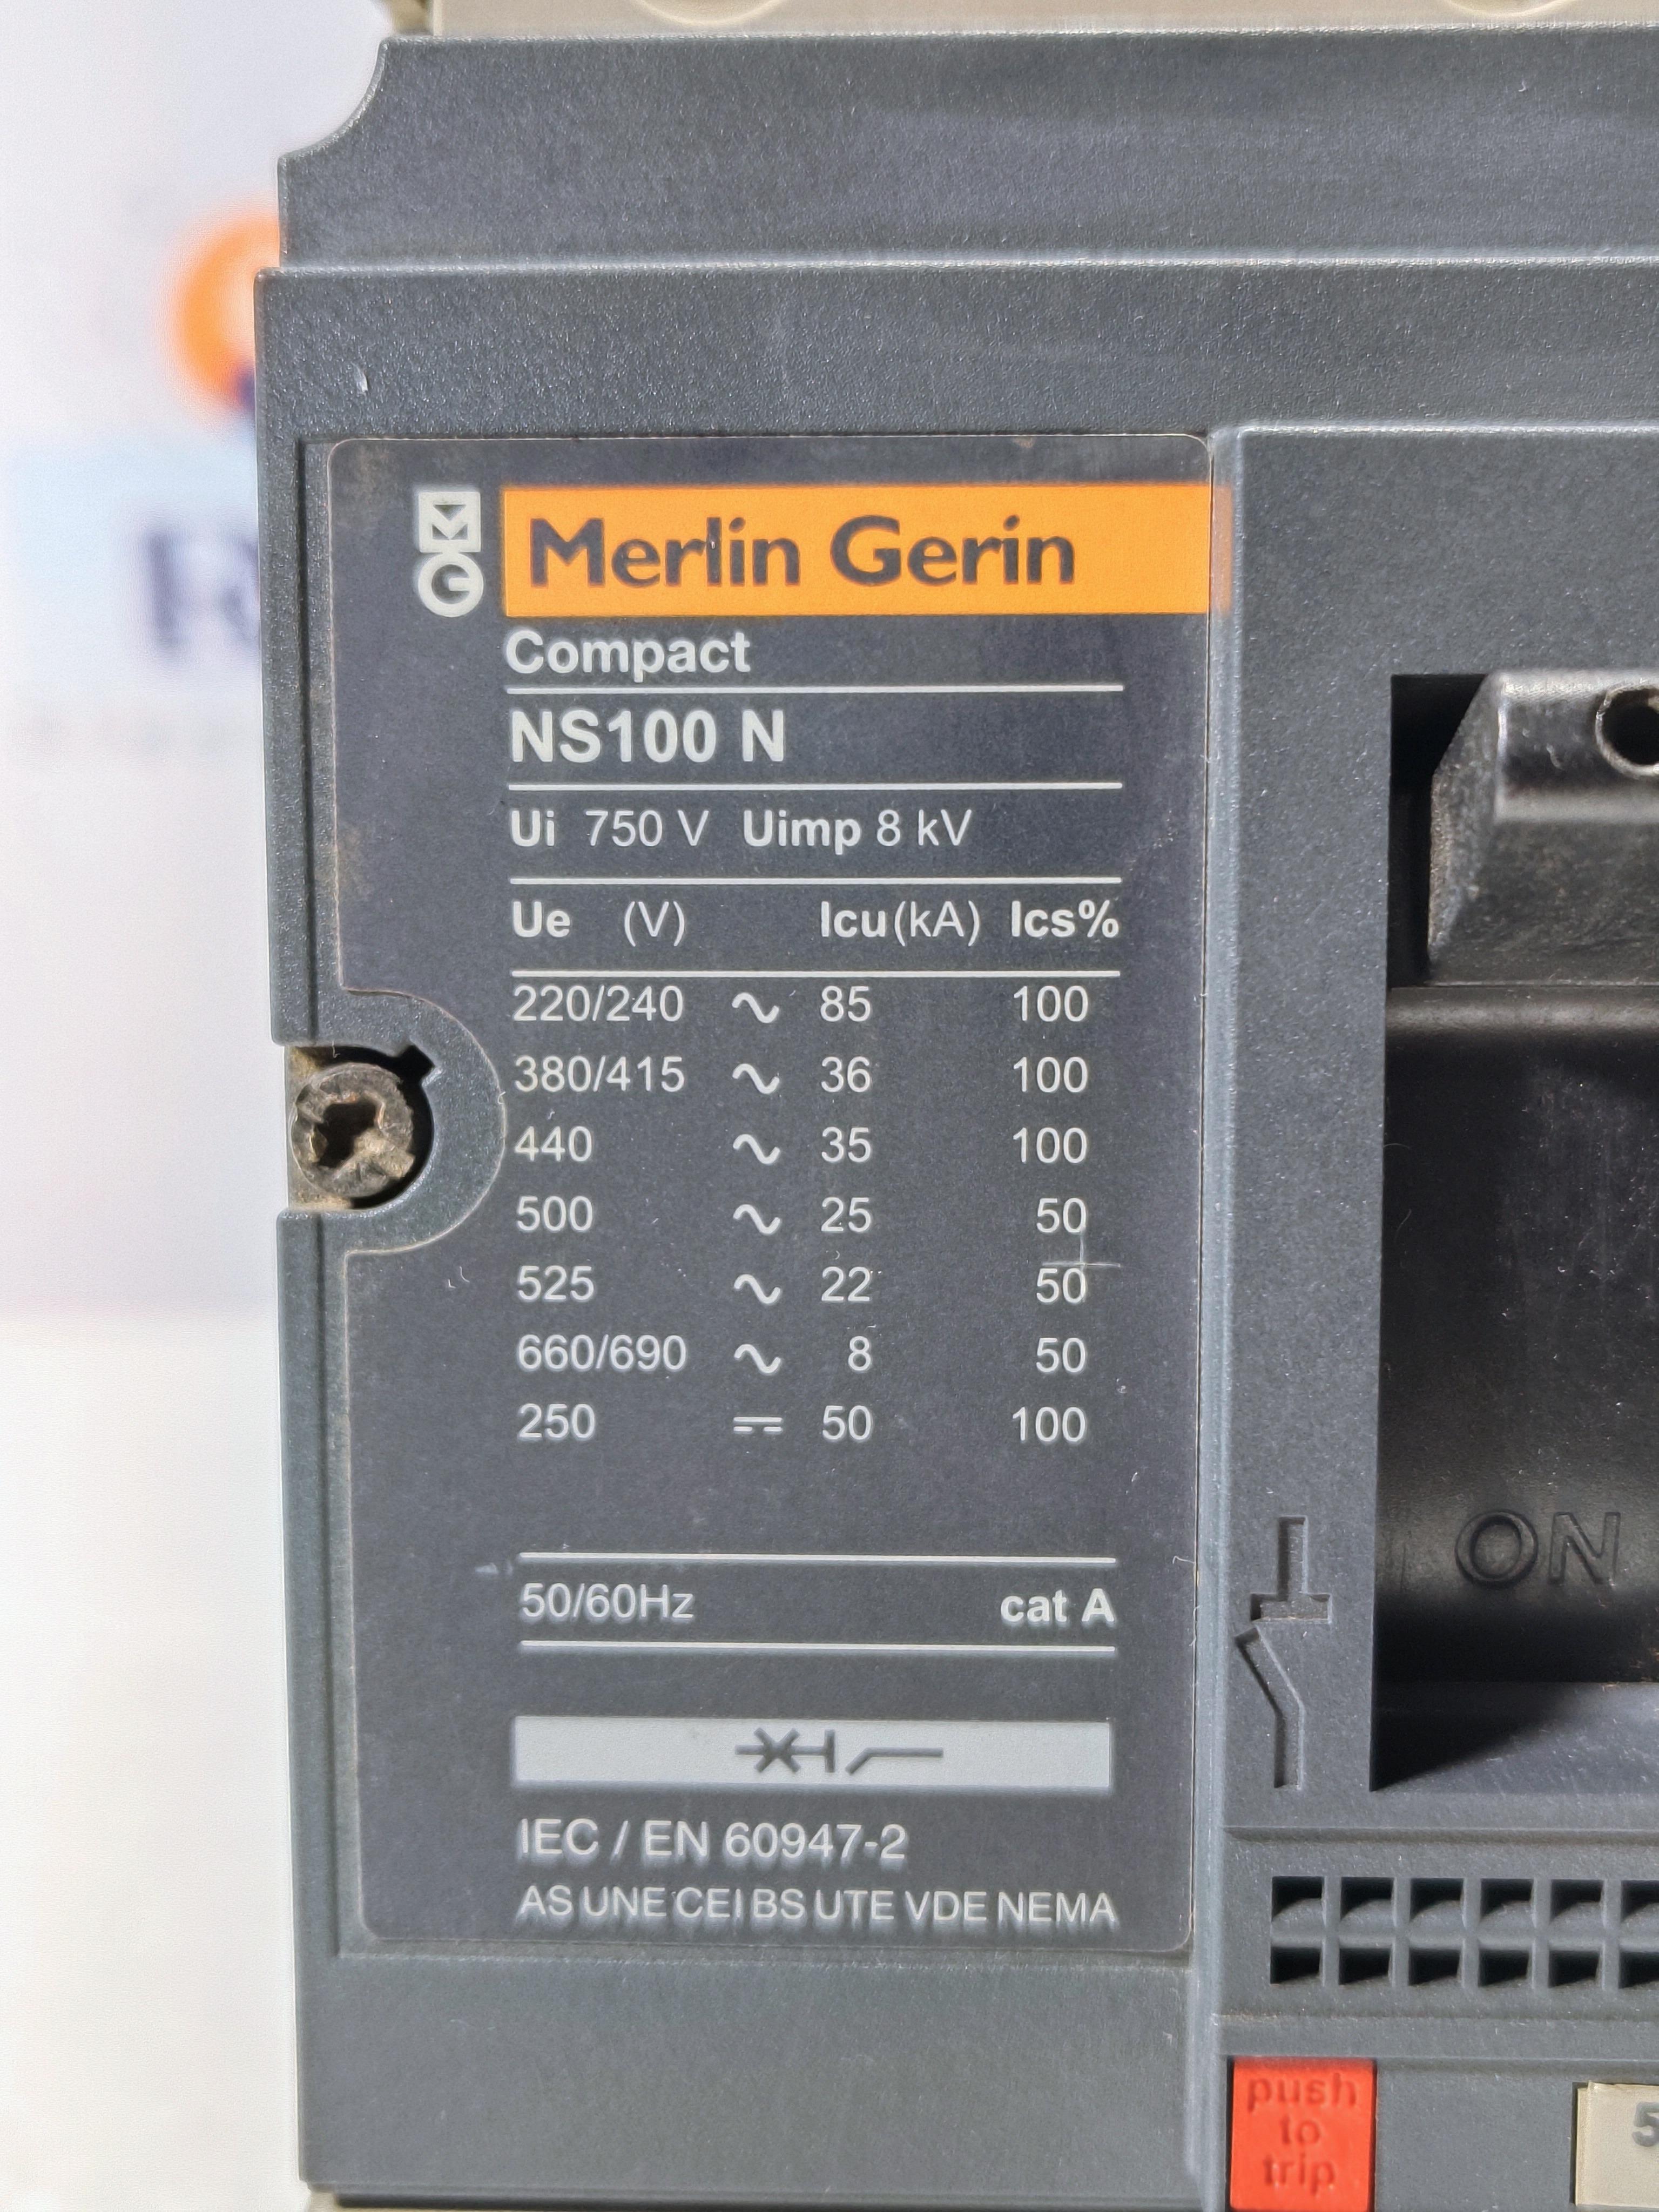 Merlin Gerin
Compact
NS100 N
Ui 750 V Uimp 8 kV
Ue (V) Icu(kA) Ics%
220/240 ~ 85 100
380/415 ~ 36 100
440 ~ 35 100
500 ~ 25 50
525 ~ 22 50
660/690 ~ 8 50
250 ⎓ 50 100
50/60Hz cat A
IEC / EN 60947-2
AS UNE CEI BS UTE VDE NEMA
ON
push
to
trip
5